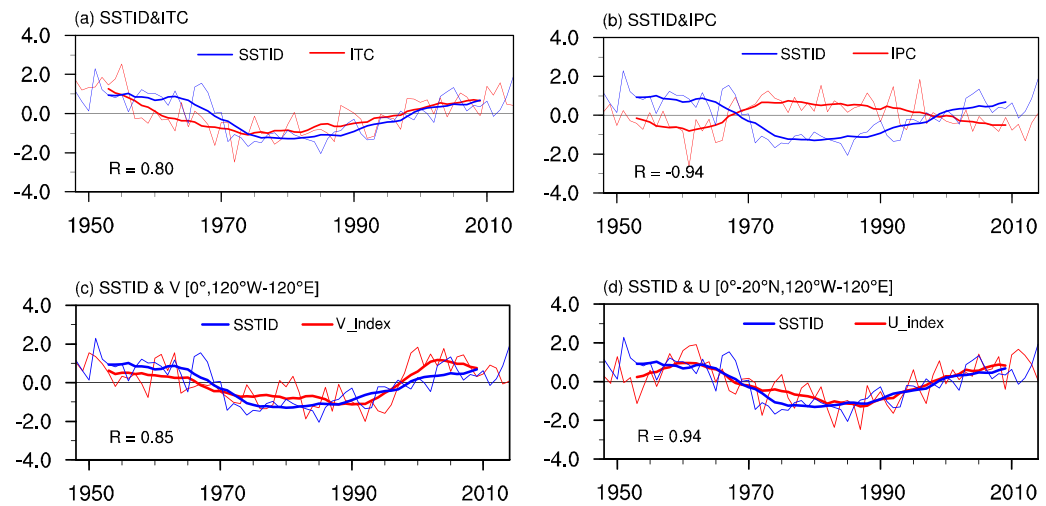 (a) SSTID&ITC
4.0
SSTID
ITC
2.0
0.0
-2.0
R = 0.80
-4.0
1950
1970
1990
2010
(b) SSTID&IPC
4.0
SSTID
IPC
2.0
0.0
-2.0
R = -0.94
-4.0
1950
1970
1990
2010
(c) SSTID & V [0°,120°W-120°E]
4.0
SSTID
V_Index
2.0
0.0
-2.0
R = 0.85
-4.0
1950
1970
1990
2010
(d) SSTID & U [0°-20°N,120°W-120°E]
4.0
SSTID
U_index
2.0
0.0
-2.0
R = 0.94
-4.0
1950
1970
1990
2010